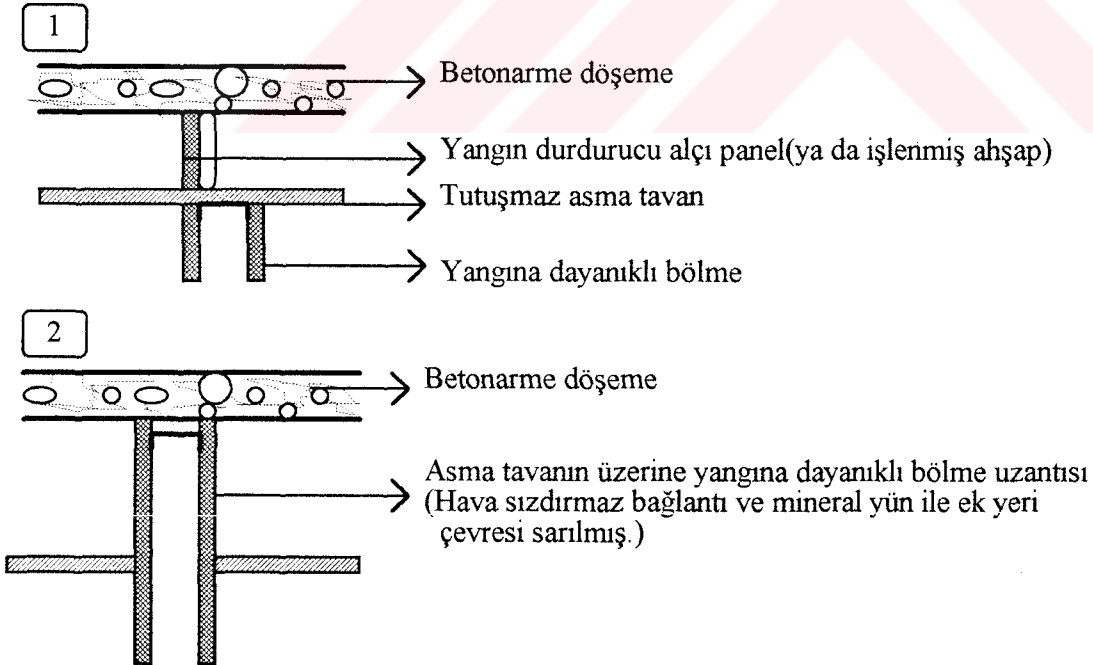 1
Betonarme döşeme
Yangın durdurucu alçı panel(ya da işlenmiş ahşap)
Tutuşmaz asma tavan
Yangına dayanıklı bölme
2
Betonarme döşeme
Asma tavanın üzerine yangına dayanıklı bölme uzantısı
(Hava sızdırmaz bağlantı ve mineral yün ile ek yeri
çevresi sarılmış.)